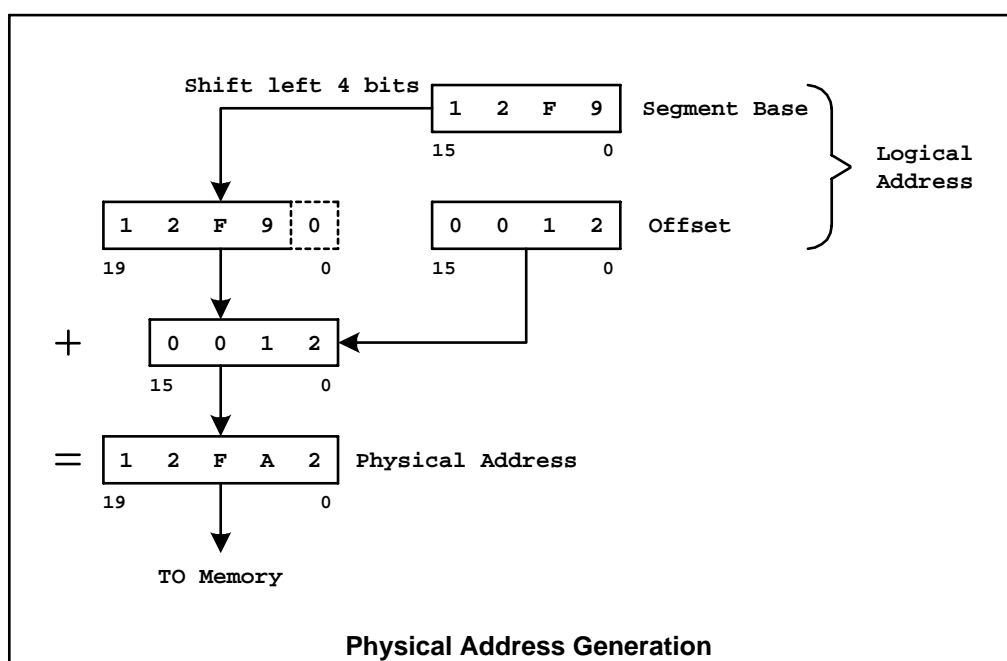 Shift left 4 bits
1 2 F 9 Segment Base
15 0
Logical
Address
1 2 F 9 0
19 0
0 0 1 2 Offset
15 0
+ 0 0 1 2
15 0
= 1 2 F A 2 Physical Address
19 0
TO Memory
Physical Address Generation